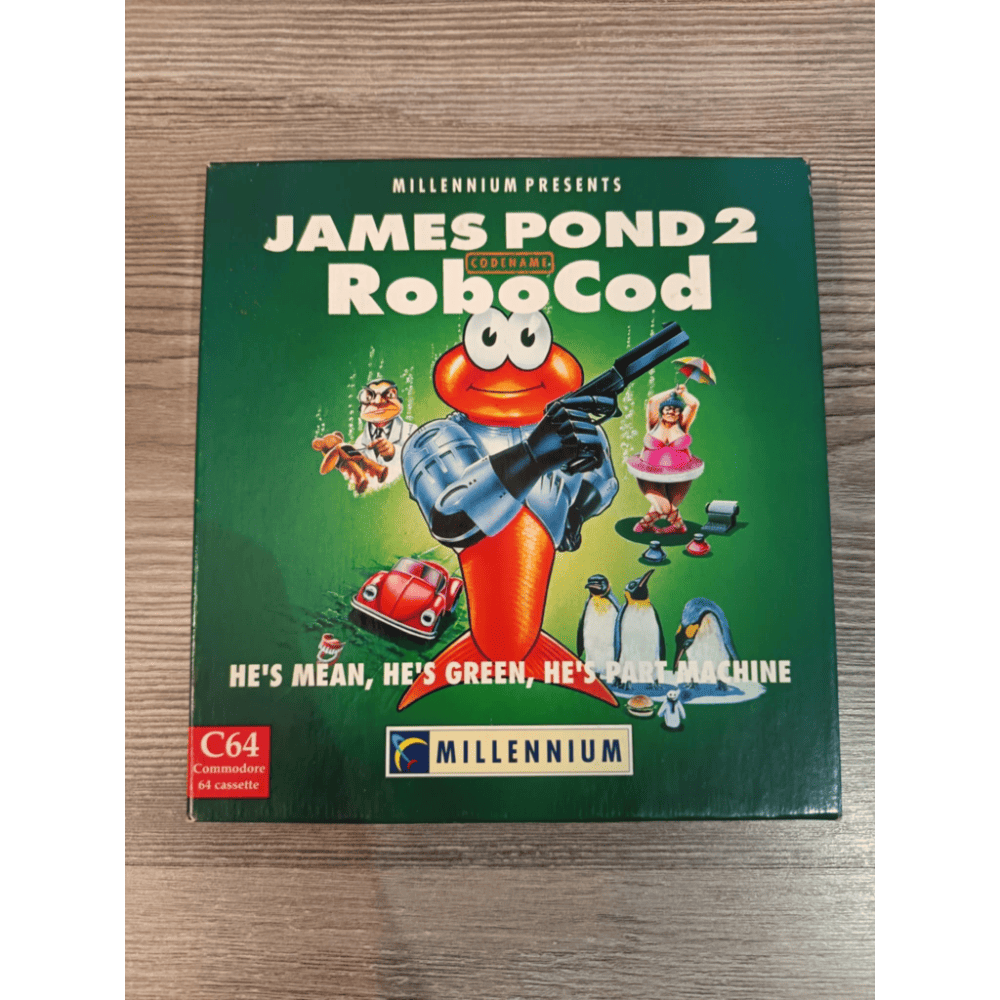 MILLENNIUM PRESENTS
JAMES POND 2
CODENAME
RoboCod
HE'S MEAN, HE'S GREEN, HE'S PART MACHINE
C64
Commodore
64 cassette
MILLENNIUM